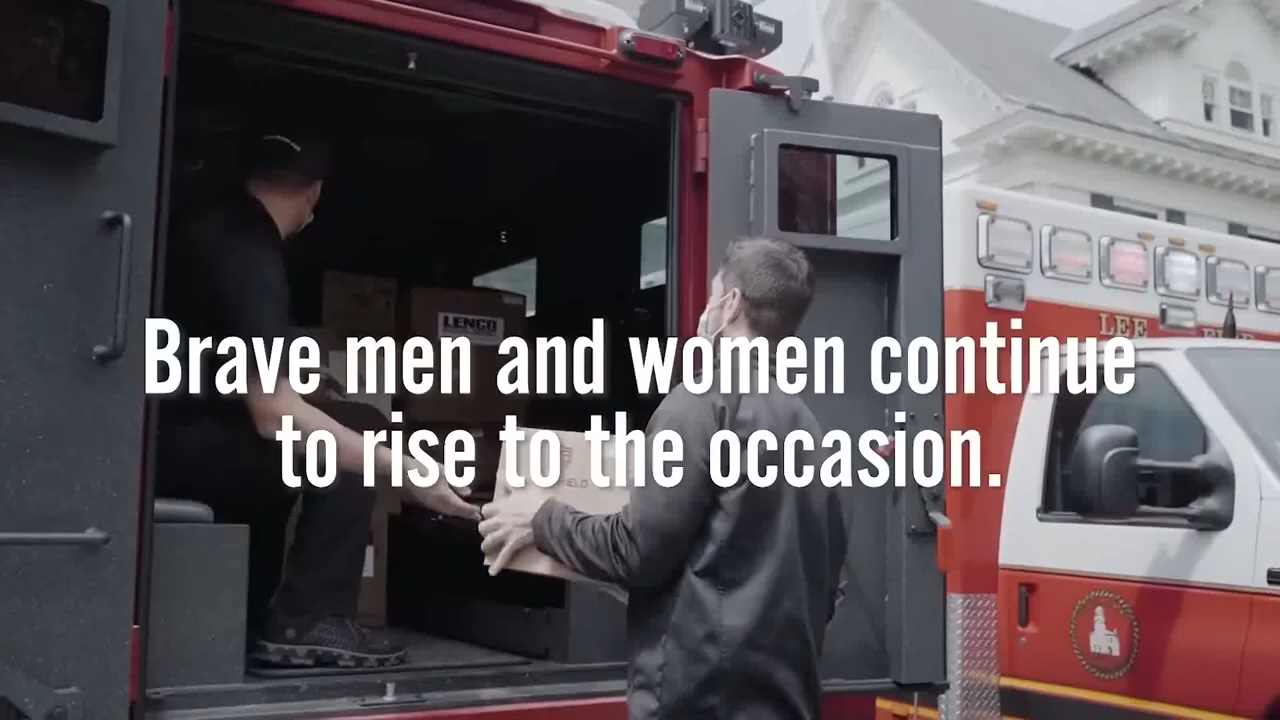 Brave men and women continue
to rise to the occasion.
LENCO
LEE